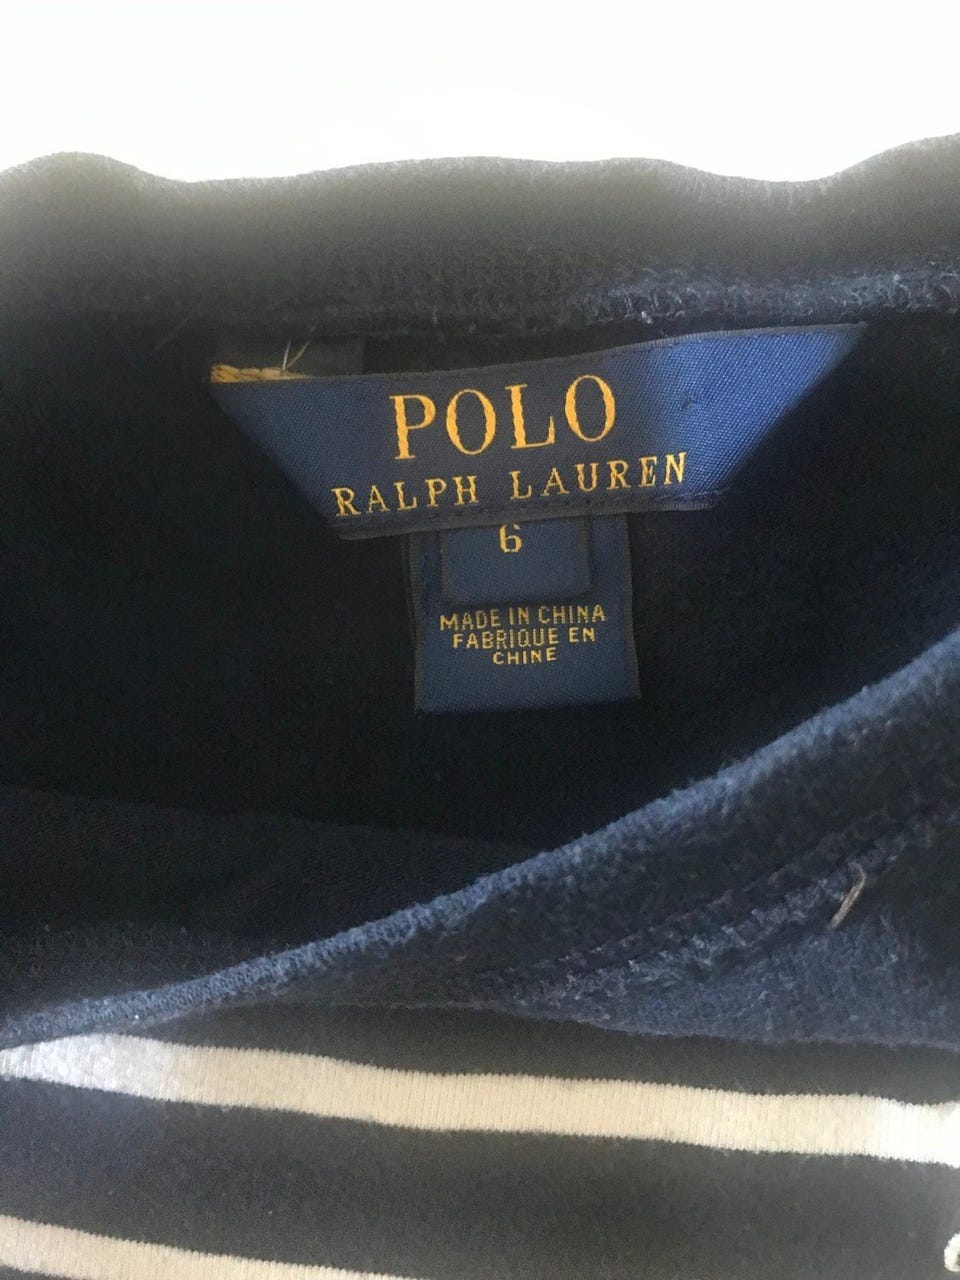 POLO
RALPH LAUREN
6
MADE IN CHINA
FABRIQUE EN
CHINE